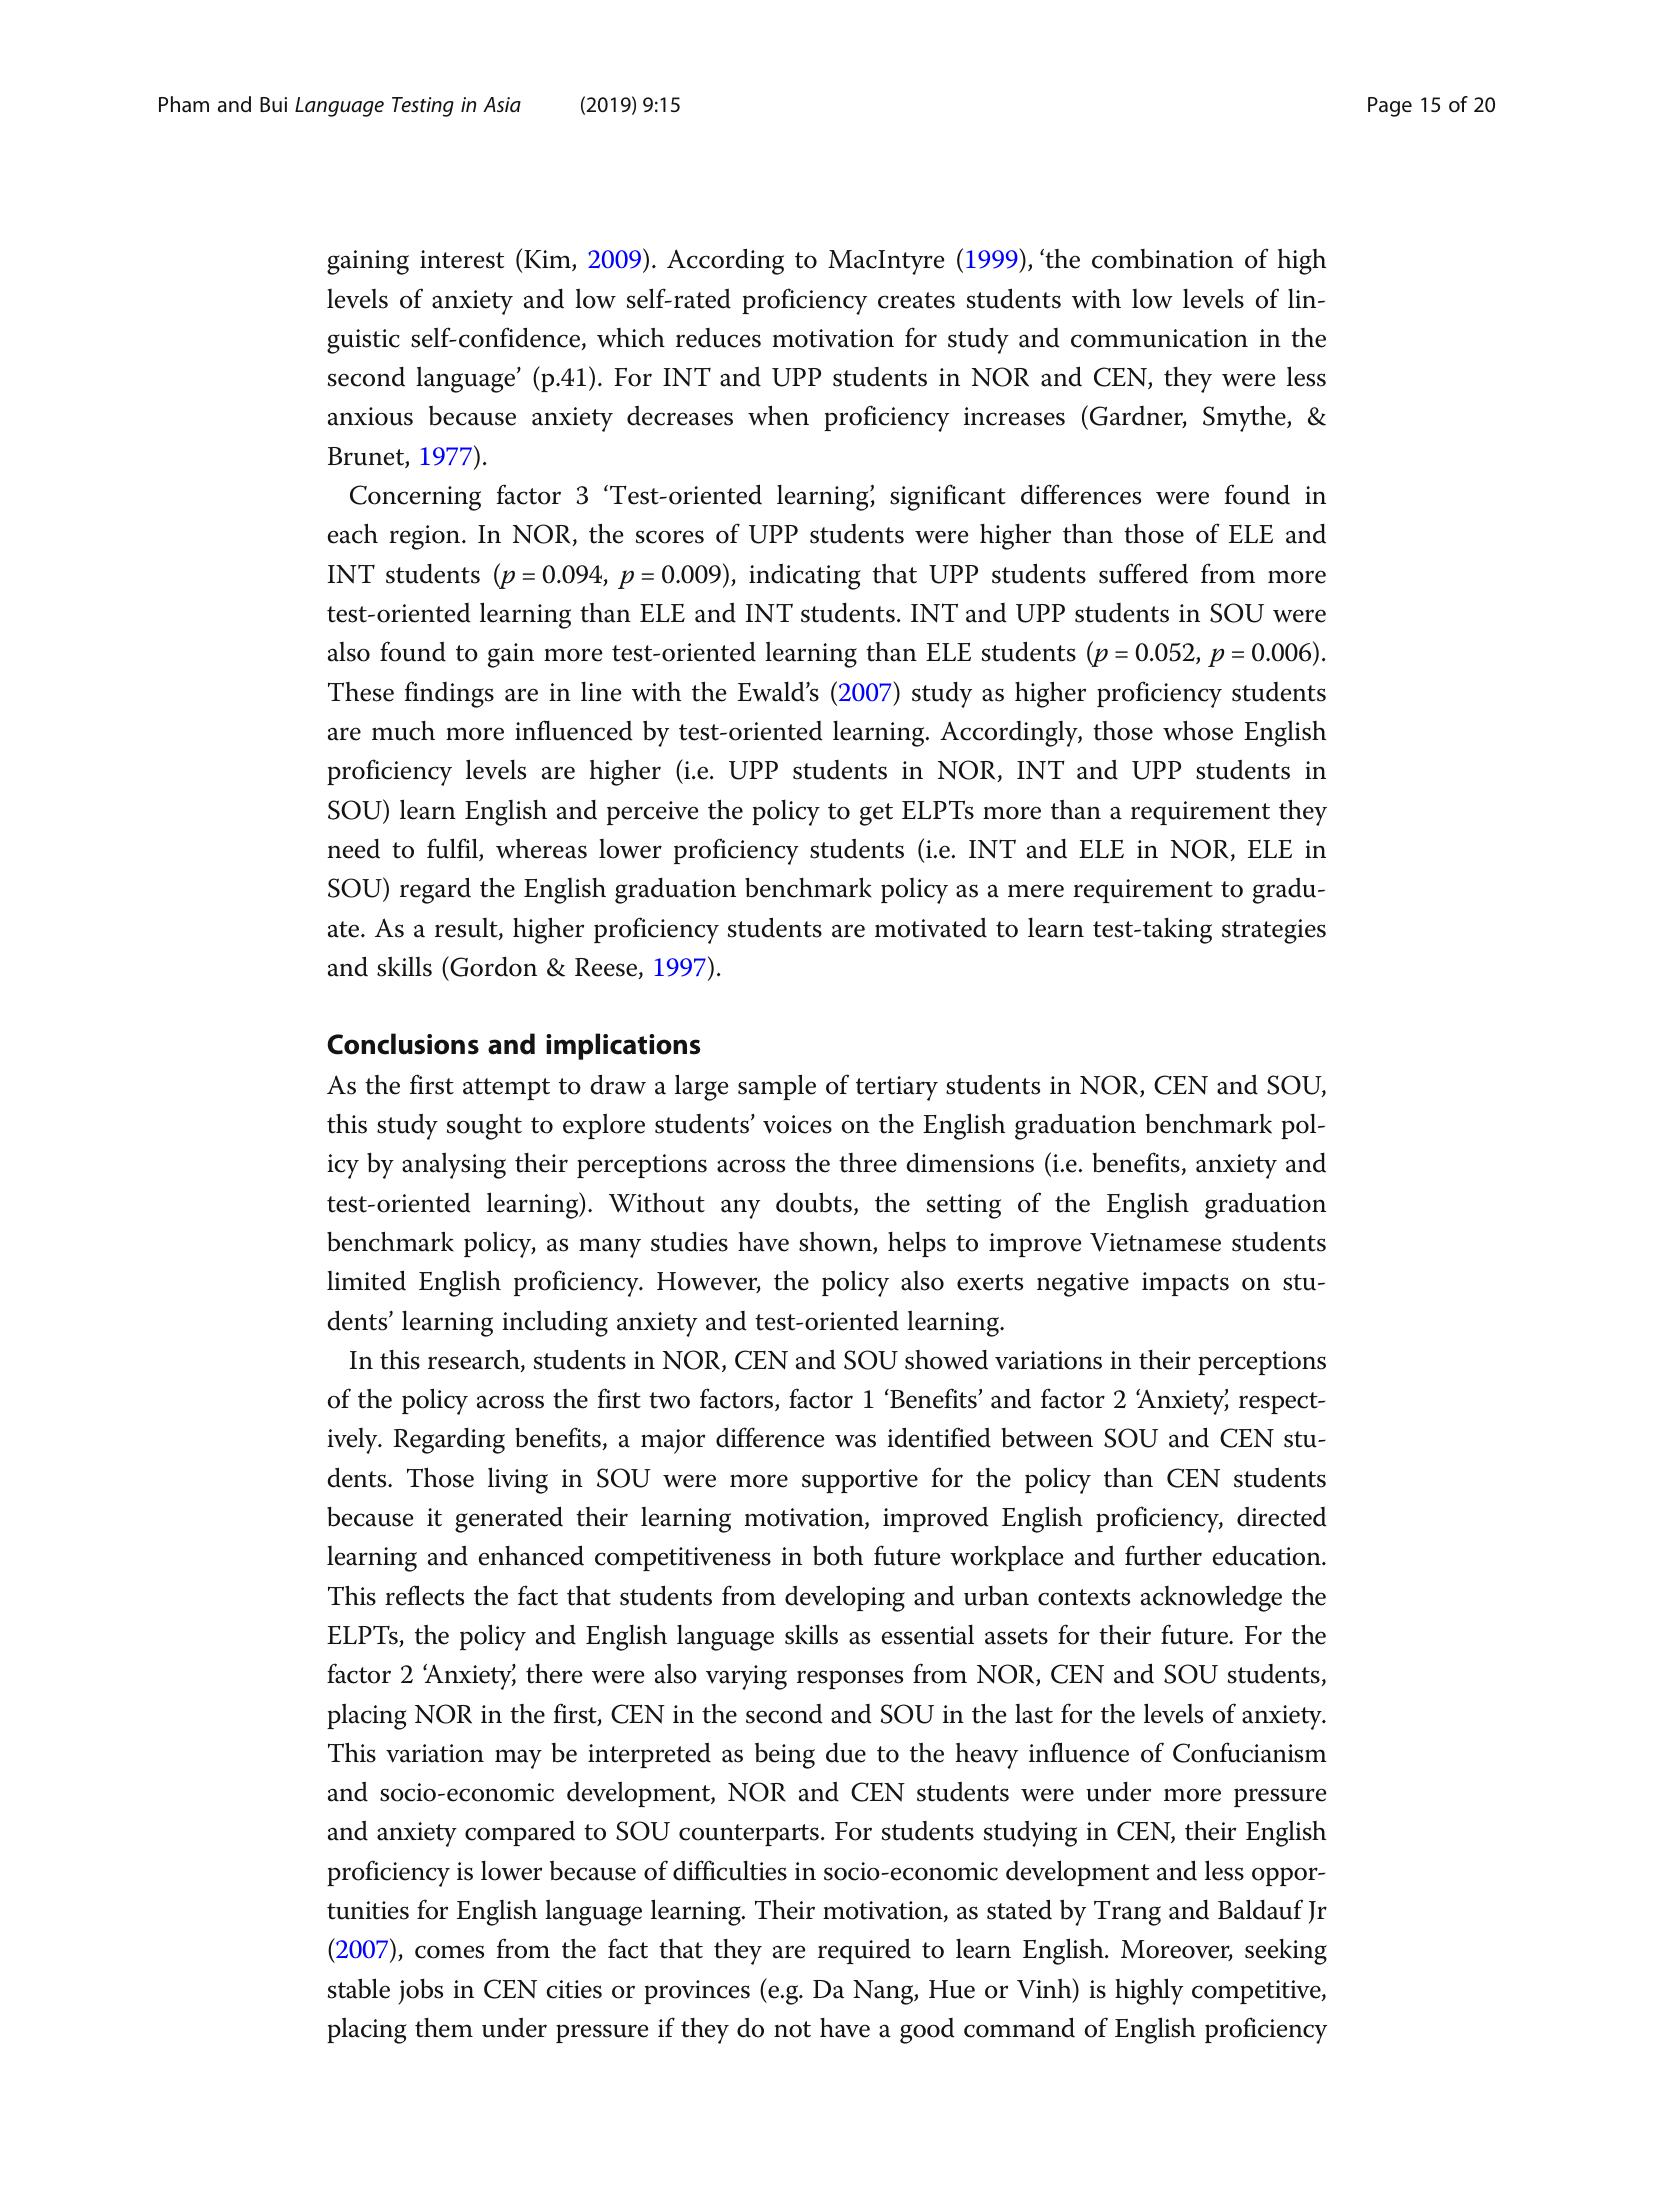 Pham and Bui Language Testing in Asia (2019) 9:15 Page 15 of 20
gaining interest (Kim, 2009). According to MacIntyre (1999), ‘the combination of high
levels of anxiety and low self-rated proficiency creates students with low levels of lin-
guistic self-confidence, which reduces motivation for study and communication in the
second language’ (p.41). For INT and UPP students in NOR and CEN, they were less
anxious because anxiety decreases when proficiency increases (Gardner, Smythe, &
Brunet, 1977).
Concerning factor 3 ‘Test-oriented learning’, significant differences were found in
each region. In NOR, the scores of UPP students were higher than those of ELE and
INT students (p = 0.094, p = 0.009), indicating that UPP students suffered from more
test-oriented learning than ELE and INT students. INT and UPP students in SOU were
also found to gain more test-oriented learning than ELE students (p = 0.052, p = 0.006).
These findings are in line with the Ewald’s (2007) study as higher proficiency students
are much more influenced by test-oriented learning. Accordingly, those whose English
proficiency levels are higher (i.e. UPP students in NOR, INT and UPP students in
SOU) learn English and perceive the policy to get ELPTs more than a requirement they
need to fulfil, whereas lower proficiency students (i.e. INT and ELE in NOR, ELE in
SOU) regard the English graduation benchmark policy as a mere requirement to gradu-
ate. As a result, higher proficiency students are motivated to learn test-taking strategies
and skills (Gordon & Reese, 1997).
Conclusions and implications
As the first attempt to draw a large sample of tertiary students in NOR, CEN and SOU,
this study sought to explore students’ voices on the English graduation benchmark pol-
icy by analysing their perceptions across the three dimensions (i.e. benefits, anxiety and
test-oriented learning). Without any doubts, the setting of the English graduation
benchmark policy, as many studies have shown, helps to improve Vietnamese students
limited English proficiency. However, the policy also exerts negative impacts on stu-
dents’ learning including anxiety and test-oriented learning.
In this research, students in NOR, CEN and SOU showed variations in their perceptions
of the policy across the first two factors, factor 1 ‘Benefits’ and factor 2 ‘Anxiety’, respect-
ively. Regarding benefits, a major difference was identified between SOU and CEN stu-
dents. Those living in SOU were more supportive for the policy than CEN students
because it generated their learning motivation, improved English proficiency, directed
learning and enhanced competitiveness in both future workplace and further education.
This reflects the fact that students from developing and urban contexts acknowledge the
ELPTs, the policy and English language skills as essential assets for their future. For the
factor 2 ‘Anxiety’, there were also varying responses from NOR, CEN and SOU students,
placing NOR in the first, CEN in the second and SOU in the last for the levels of anxiety.
This variation may be interpreted as being due to the heavy influence of Confucianism
and socio-economic development, NOR and CEN students were under more pressure
and anxiety compared to SOU counterparts. For students studying in CEN, their English
proficiency is lower because of difficulties in socio-economic development and less oppor-
tunities for English language learning. Their motivation, as stated by Trang and Baldauf Jr
(2007), comes from the fact that they are required to learn English. Moreover, seeking
stable jobs in CEN cities or provinces (e.g. Da Nang, Hue or Vinh) is highly competitive,
placing them under pressure if they do not have a good command of English proficiency